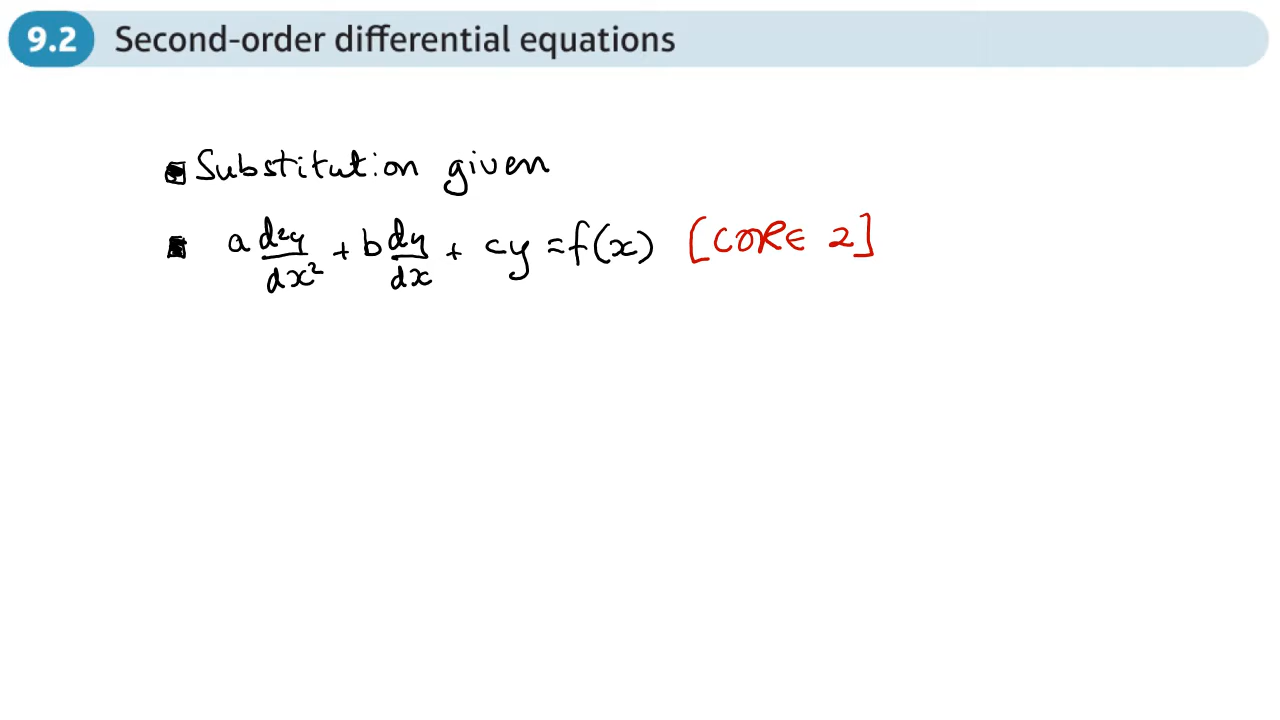 9.2 Second-order differential equations
Substitution given
a d²y/dx² + b dy/dx + cy = f(x) [CORE 2]